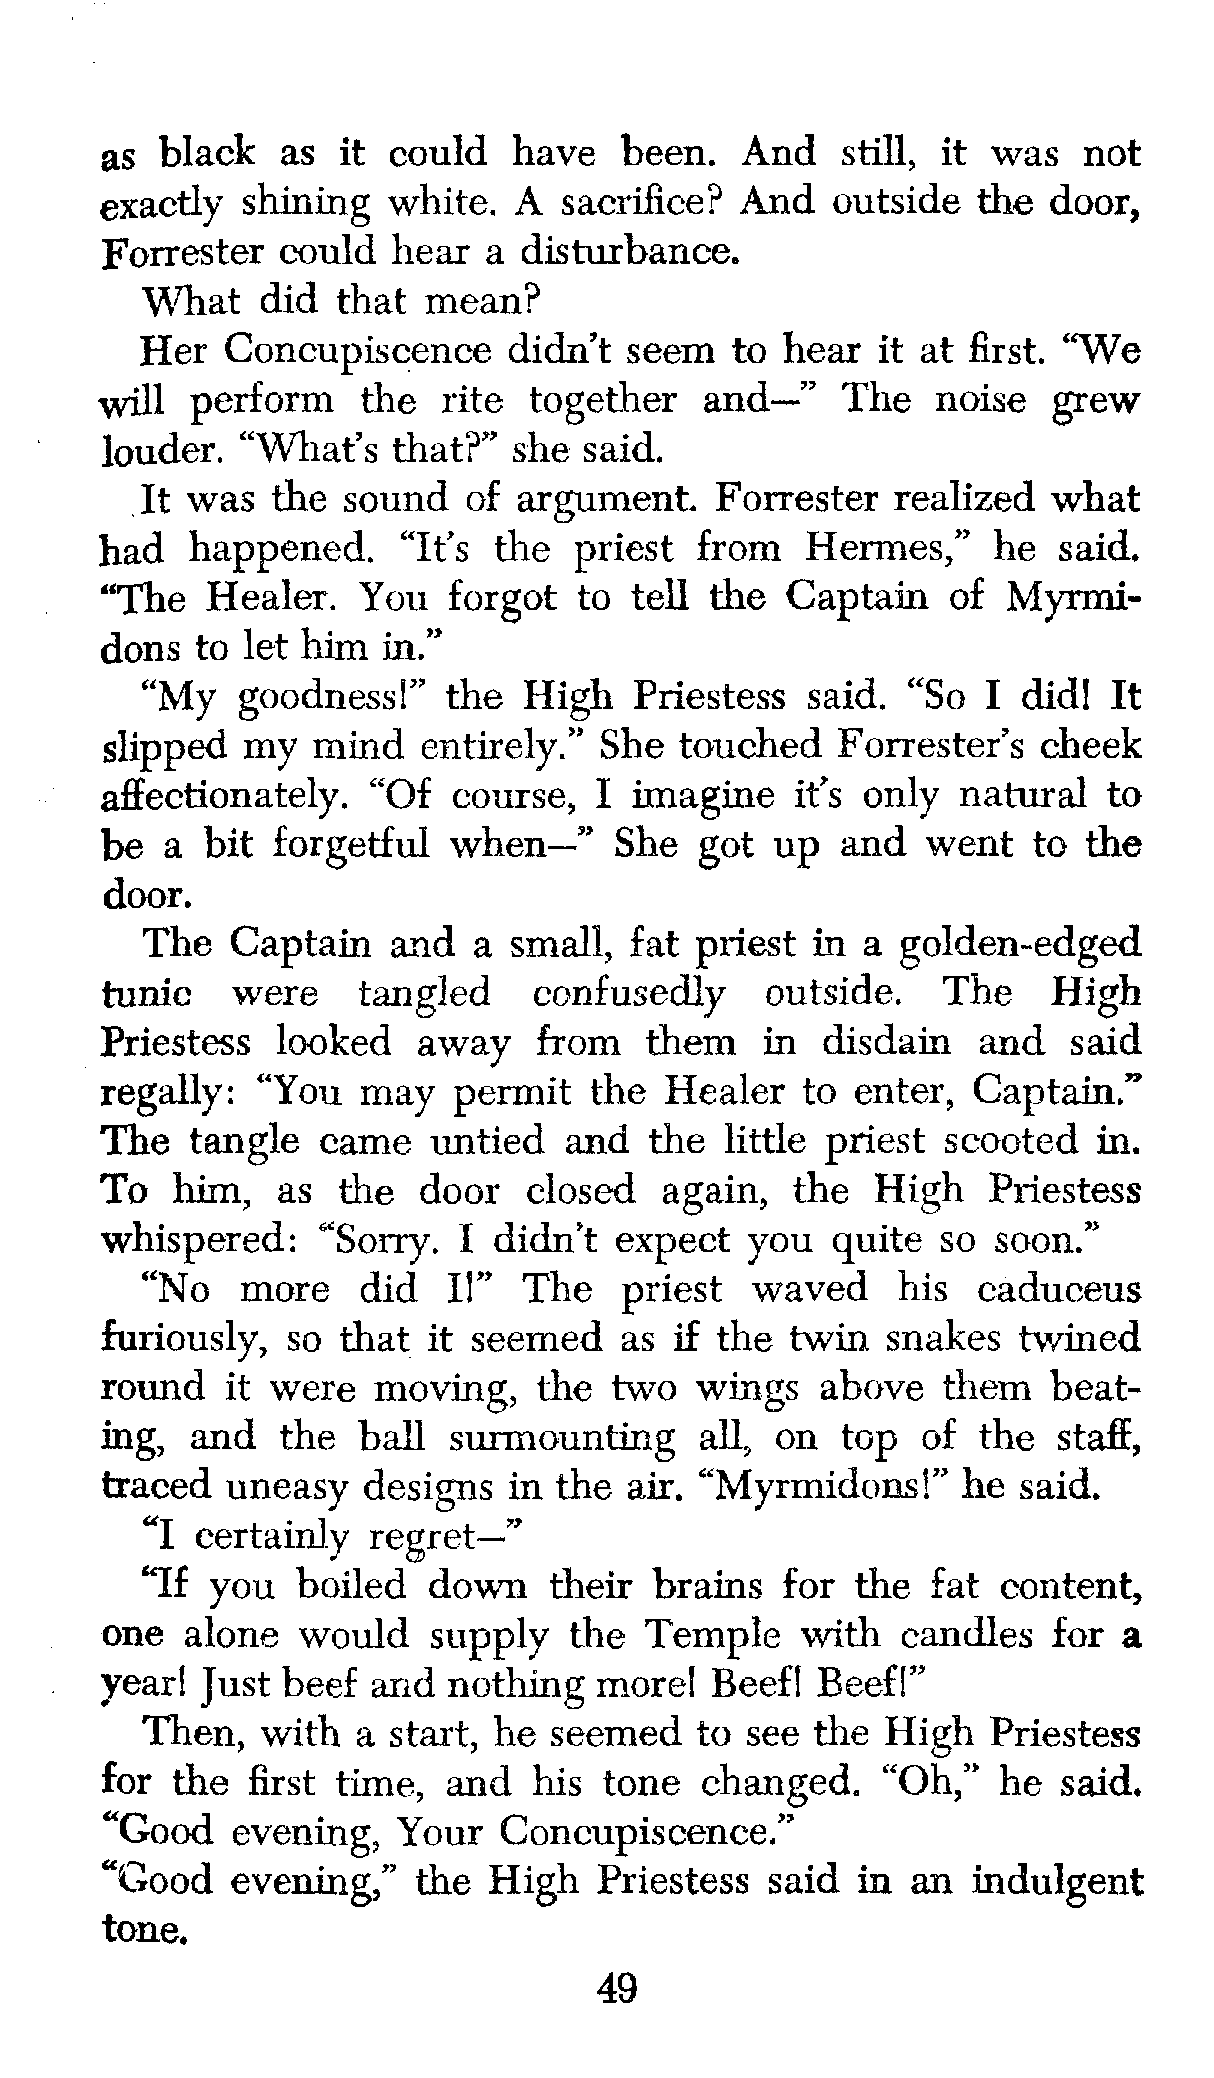 as black as it could have been. And still, it was not
exactly shining white. A sacrifice? And outside the door,
Forrester could hear a disturbance.
What did that mean?
Her Concupiscence didn't seem to hear it at first. “We
will perform the rite together and—” The noise grew
louder. “What's that?” she said.
It was the sound of argument. Forrester realized what
had happened. “It's the priest from Hermes,” he said.
“The Healer. You forgot to tell the Captain of Myrmi-
dons to let him in.”
“My goodness!” the High Priestess said. “So I did! It
slipped my mind entirely.” She touched Forrester's cheek
affectionately. “Of course, I imagine it's only natural to
be a bit forgetful when—” She got up and went to the
door.
The Captain and a small, fat priest in a golden-edged
tunic were tangled confusedly outside. The High
Priestess looked away from them in disdain and said
regally: “You may permit the Healer to enter, Captain.”
The tangle came untied and the little priest scooted in.
To him, as the door closed again, the High Priestess
whispered: “Sorry. I didn't expect you quite so soon.”
“No more did I!” The priest waved his caduceus
furiously, so that it seemed as if the twin snakes twined
round it were moving, the two wings above them beat-
ing, and the ball surmounting all, on top of the staff,
traced uneasy designs in the air. “Myrmidons!” he said.
“I certainly regret—”
“If you boiled down their brains for the fat content,
one alone would supply the Temple with candles for a
year! Just beef and nothing more! Beef! Beef!”
Then, with a start, he seemed to see the High Priestess
for the first time, and his tone changed. “Oh,” he said.
“Good evening, Your Concupiscence.”
“Good evening,” the High Priestess said in an indulgent
tone.
49